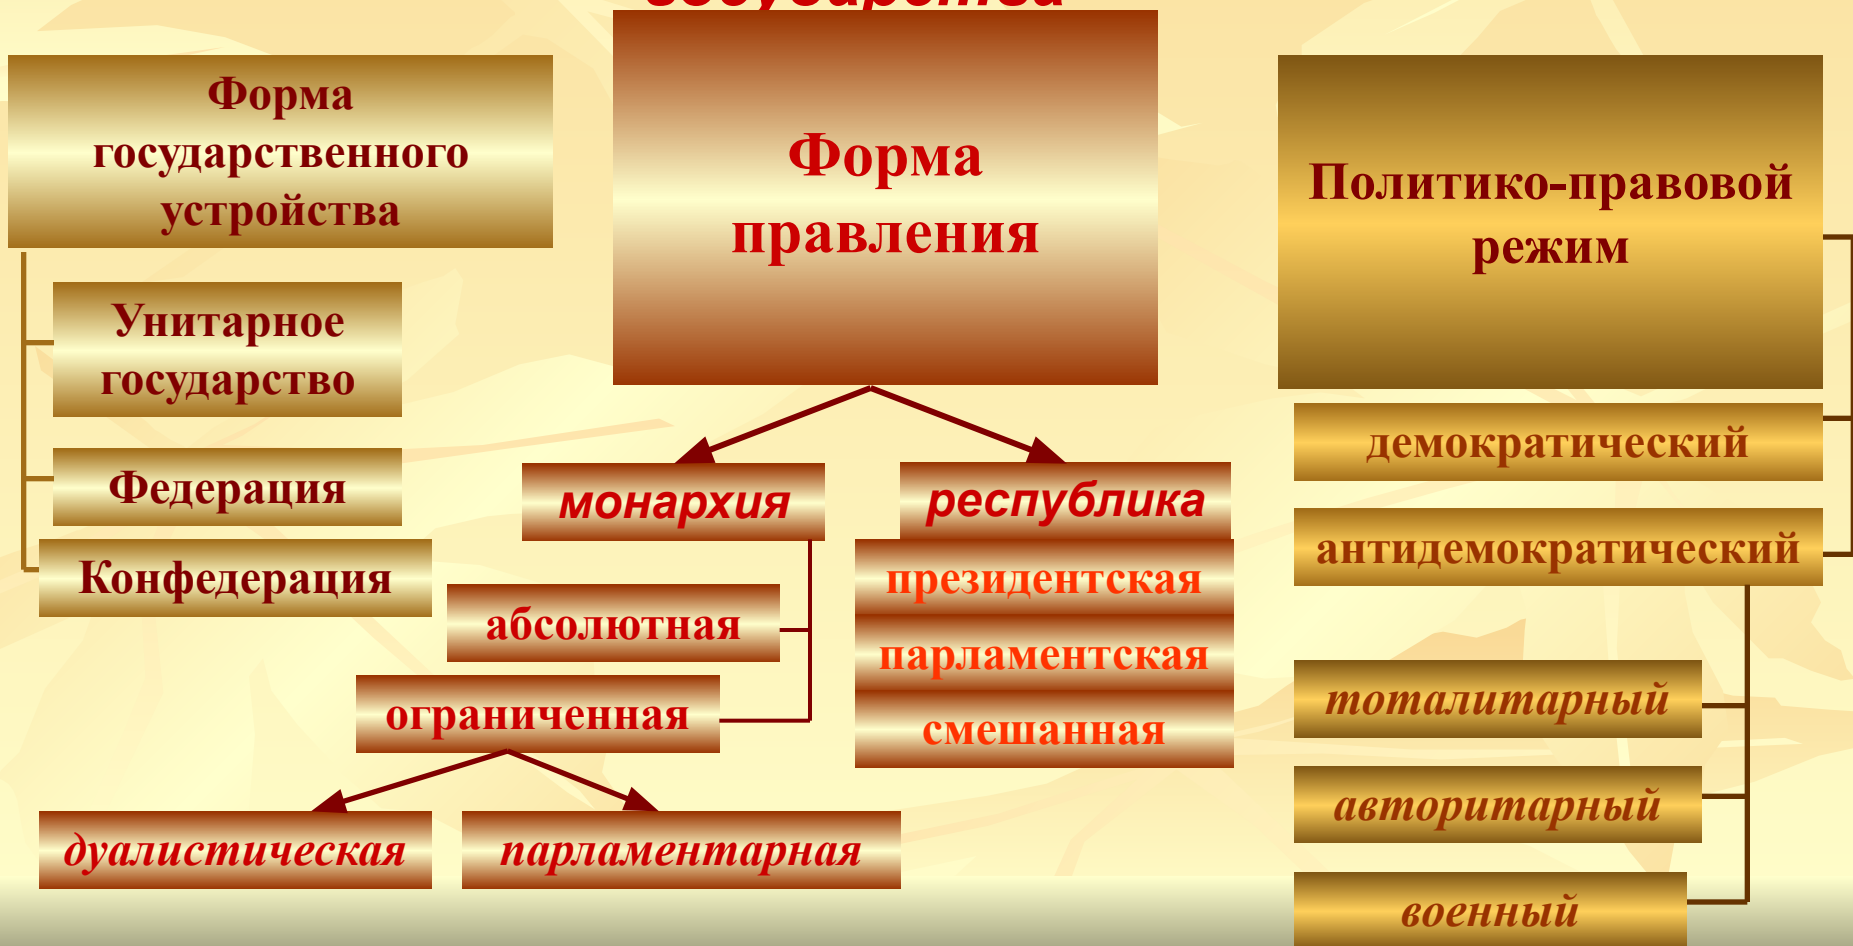 Форма
государственного
устройства
Унитарное
государство
Федерация
Конфедерация
Форма
правления
монархия
абсолютная
ограниченная
дуалистическая
парламентарная
республика
президентская
парламентская
смешанная
Политико-правовой
режим
демократический
антидемократический
тоталитарный
авторитарный
военный